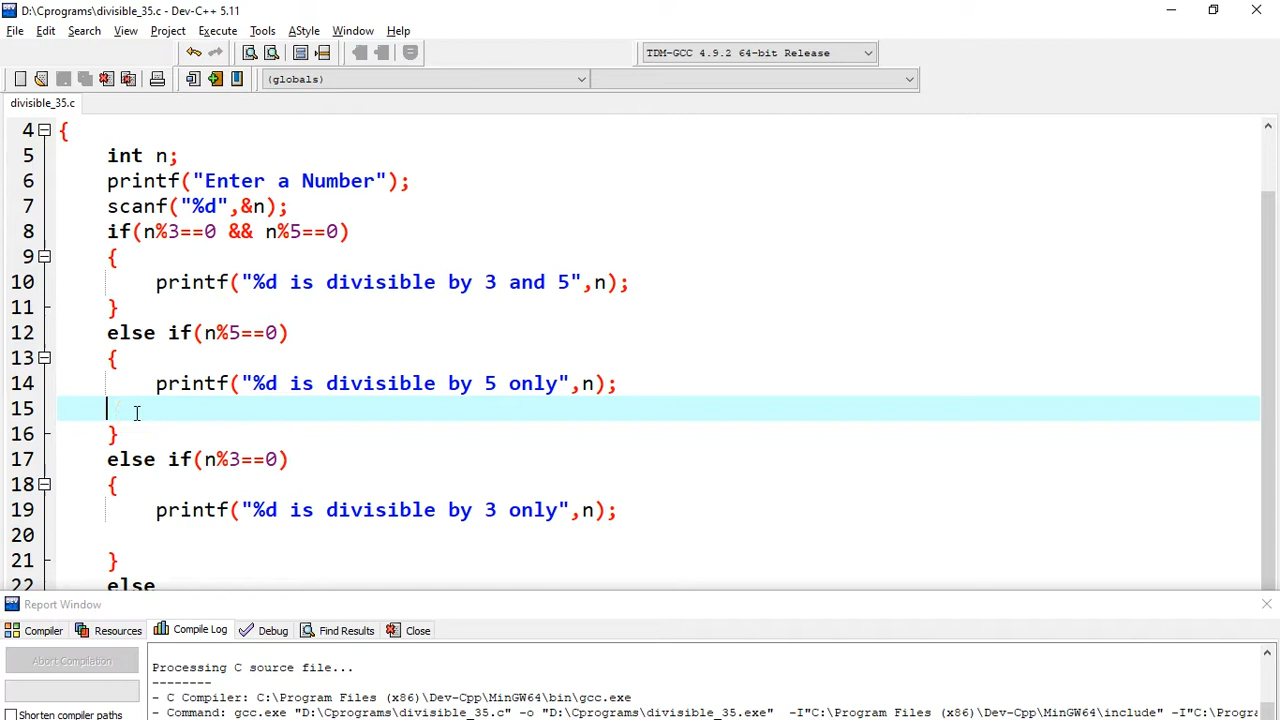 D:\Cprograms\divisible_35.c - Dev-C++ 5.11
File Edit Search View Project Execute Tools AStyle Window Help
TDM-GCC 4.9.2 64-bit Release
(globals)
divisible_35.c
4 {
5 int n;
6 printf("Enter a Number");
7 scanf("%d",&n);
8 if(n%3==0 && n%5==0)
9 {
10 printf("%d is divisible by 3 and 5",n);
11 }
12 else if(n%5==0)
13 {
14 printf("%d is divisible by 5 only",n);
15
16 }
17 else if(n%3==0)
18 {
19 printf("%d is divisible by 3 only",n);
20
21 }
22 else
Report Window
Compiler Resources Compile Log Debug Find Results Close
Abort Compilation
Shorten compiler paths
Processing C source file...
--------
- C Compiler: C:\Program Files (x86)\Dev-Cpp\MinGW64\bin\gcc.exe
- Command: gcc.exe "D:\Cprograms\divisible_35.c" -o "D:\Cprograms\divisible_35.exe" -I"C:\Program Files (x86)\Dev-Cpp\MinGW64\include" -I"C:\Progra